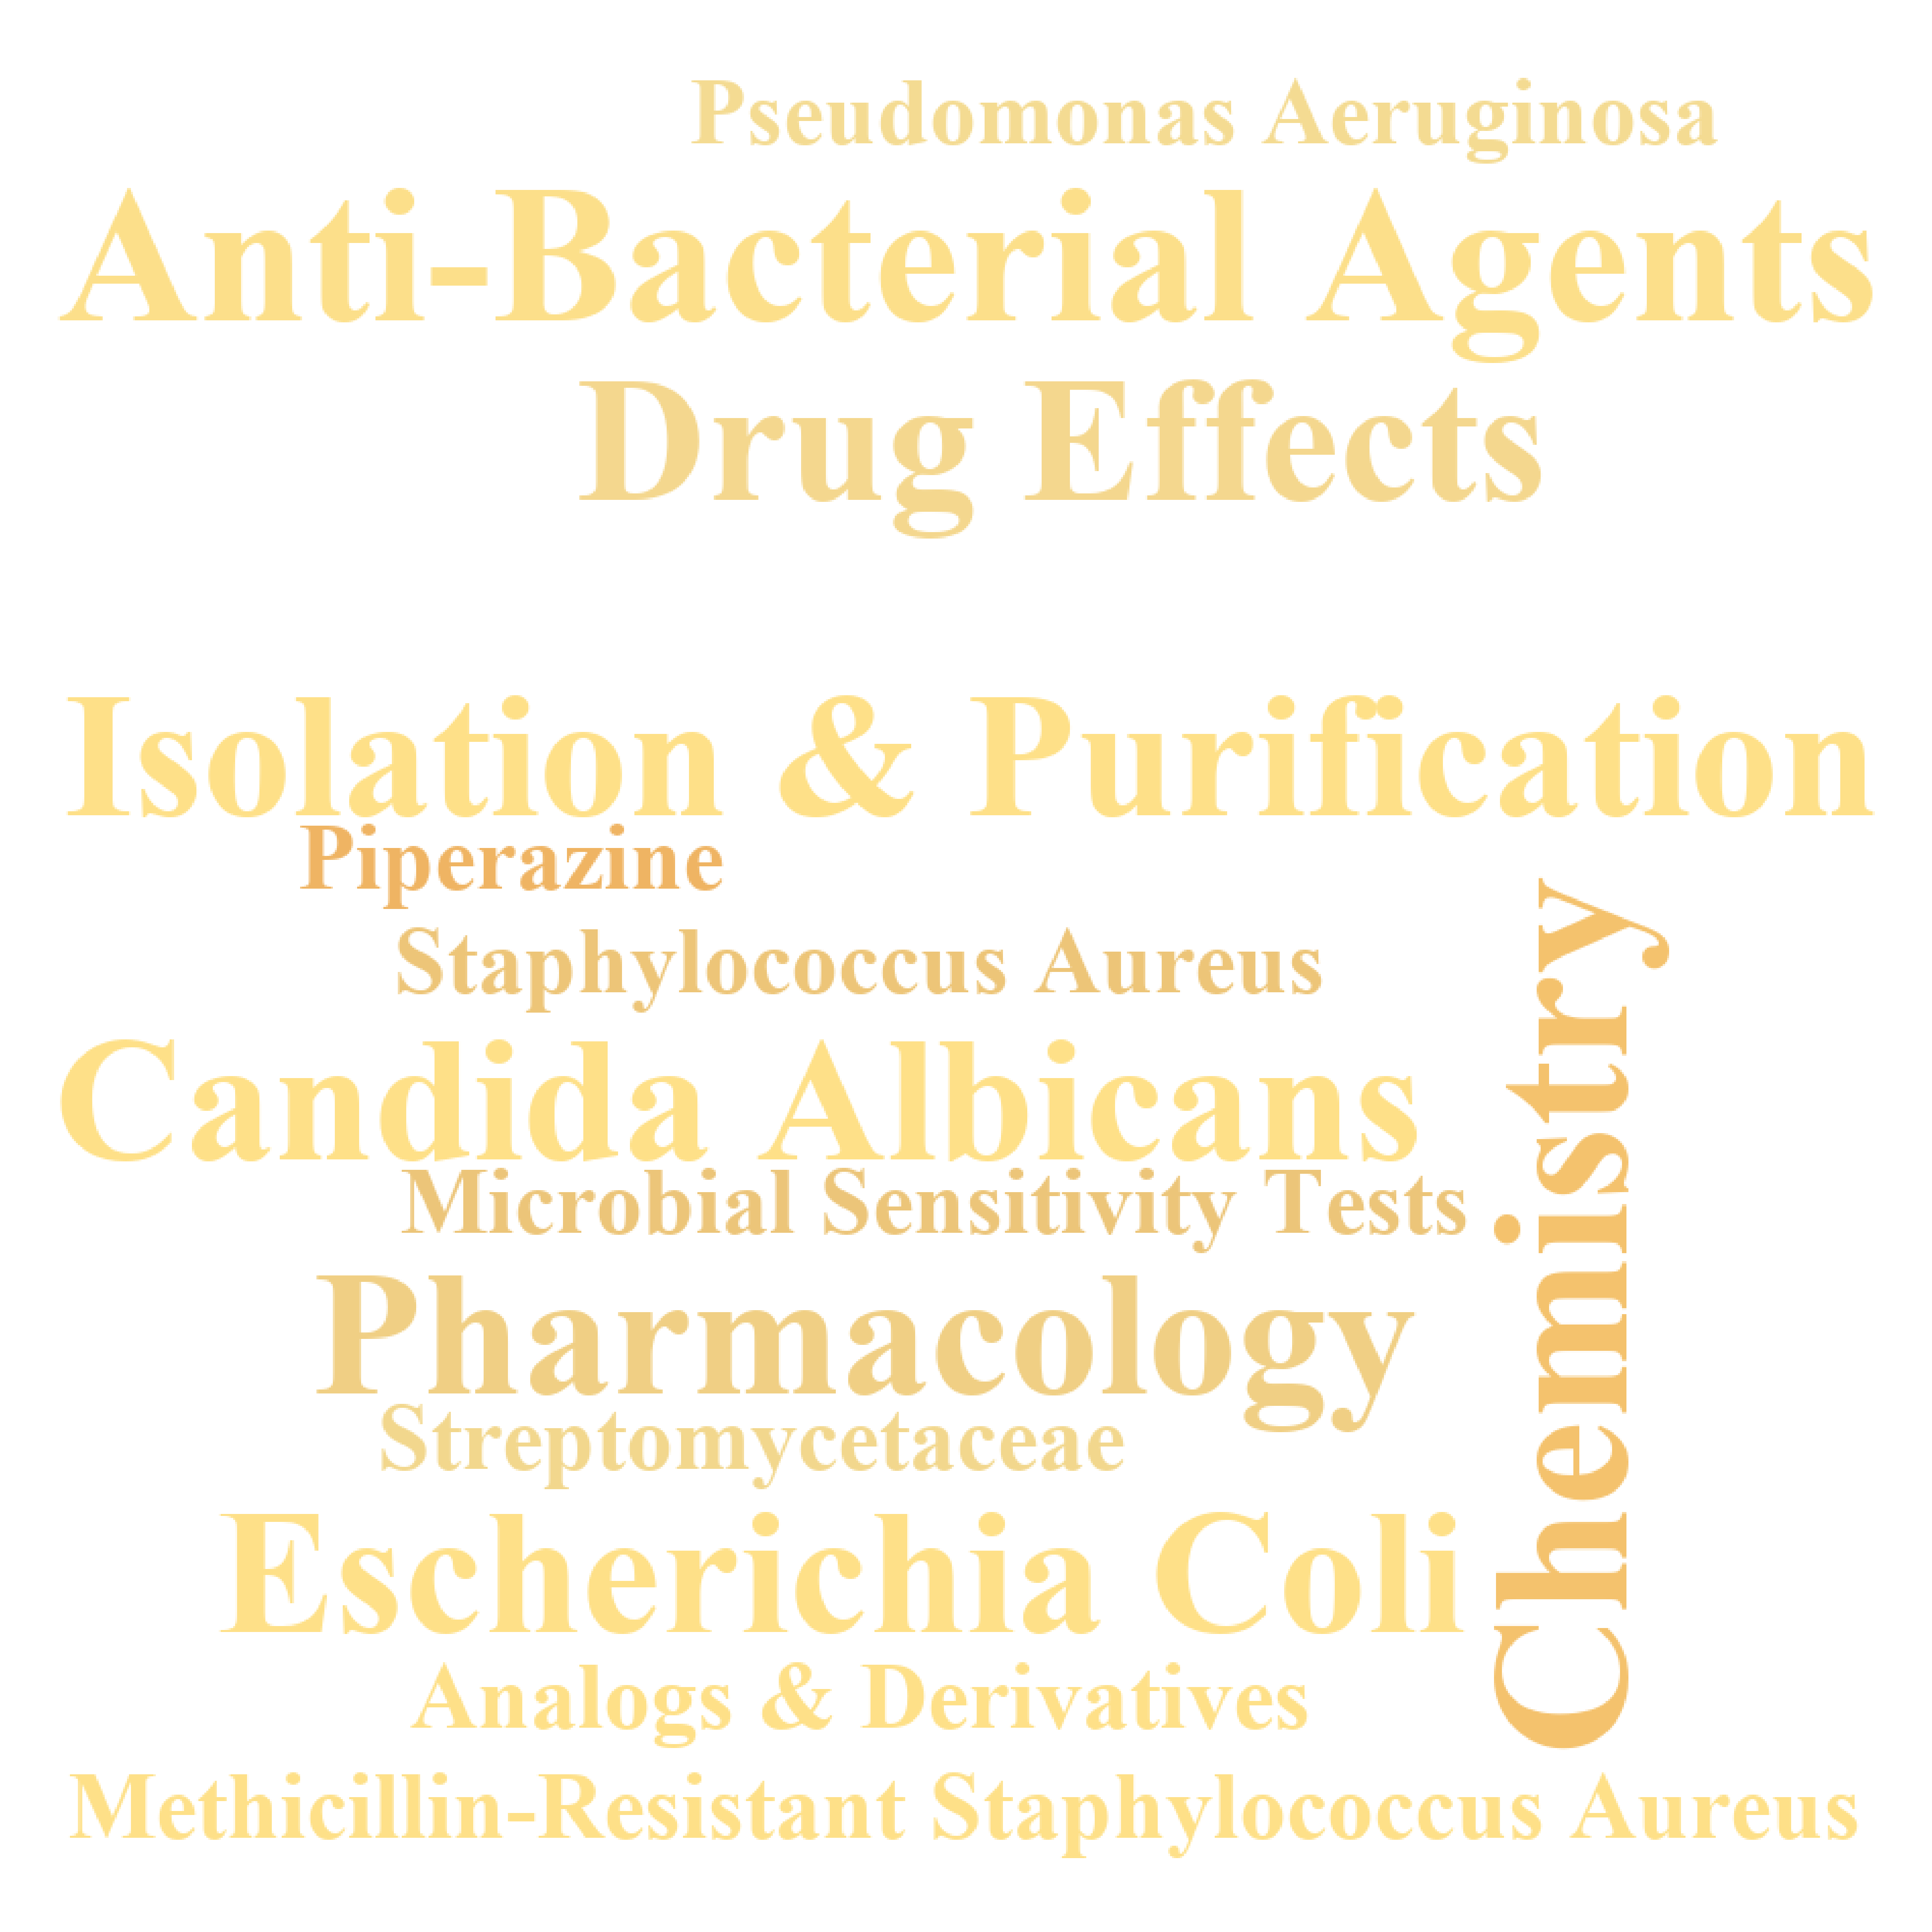 Pseudomonas Aeruginosa
Anti-Bacterial Agents
Drug Effects
Isolation & Purification
Piperazine
Staphylococcus Aureus
Candida Albicans
Microbial Sensitivity Tests
Pharmacology
Streptomycetaceae
Escherichia Coli
Analogs & Derivatives
Methicillin-Resistant Staphylococcus Aureus
Chemistry